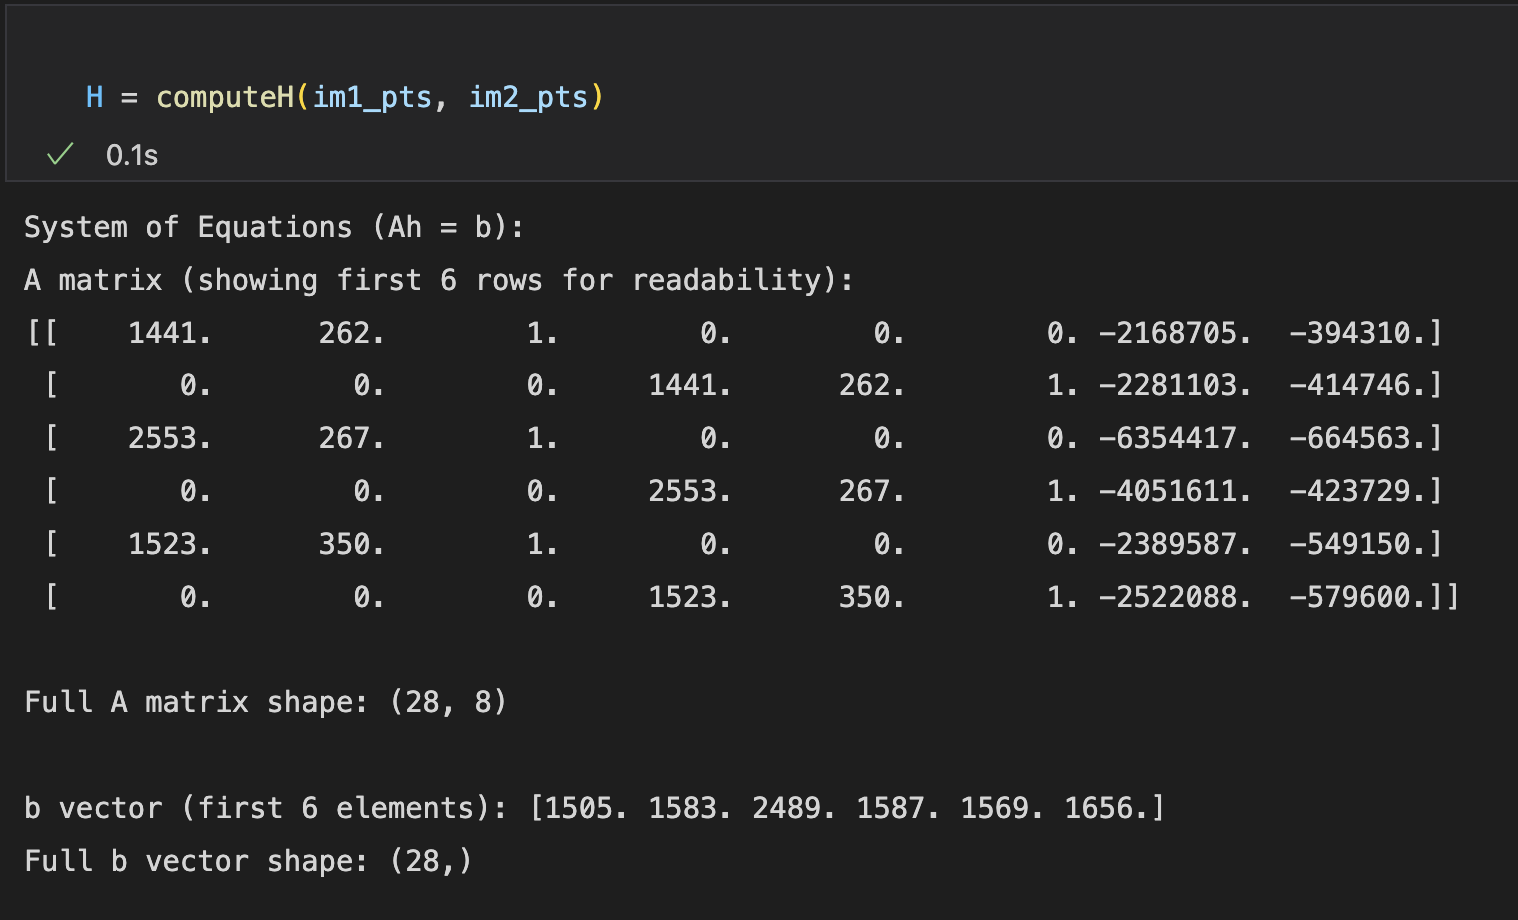 H = computeH(im1_pts, im2_pts)
✓ 0.1s
System of Equations (Ah = b):
A matrix (showing first 6 rows for readability):
[[ 1441. 262. 1. 0. 0. 0. -2168705. -394310.]
[ 0. 0. 0. 1441. 262. 1. -2281103. -414746.]
[ 2553. 267. 1. 0. 0. 0. -6354417. -664563.]
[ 0. 0. 0. 2553. 267. 1. -4051611. -423729.]
[ 1523. 350. 1. 0. 0. 0. -2389587. -549150.]
[ 0. 0. 0. 1523. 350. 1. -2522088. -579600.]]
Full A matrix shape: (28, 8)
b vector (first 6 elements): [1505. 1583. 2489. 1587. 1569. 1656.]
Full b vector shape: (28,)